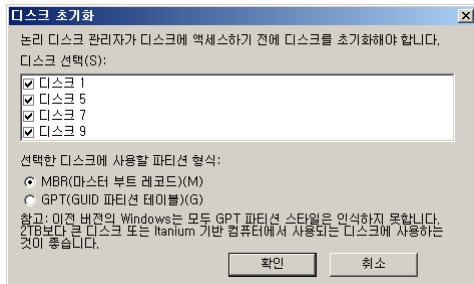 디스크 초기화
논리 디스크 관리자가 디스크에 액세스하기 전에 디스크를 초기화해야 합니다.
디스크 선택(S):
디스크 1
디스크 5
디스크 7
디스크 9
선택한 디스크에 사용할 파티션 형식:
MBR(마스터 부트 레코드)(M)
GPT(GUID 파티션 테이블)(G)
참고: 이전 버전의 Windows는 모두 GPT 파티션 스타일은 인식하지 못합니다.
2TB보다 큰 디스크 또는 Itanium 기반 컴퓨터에서 사용되는 디스크에 사용하는
것이 좋습니다.
확인 취소